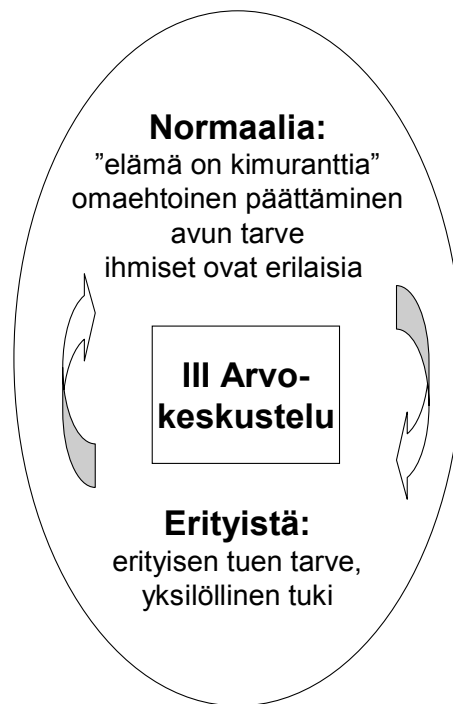 Normaalia:
”elämä on kimuranttia”
omaehtoinen päättäminen
avun tarve
ihmiset ovat erilaisia
III Arvo-
keskustelu
Erityistä:
erityisen tuen tarve,
yksilöllinen tuki